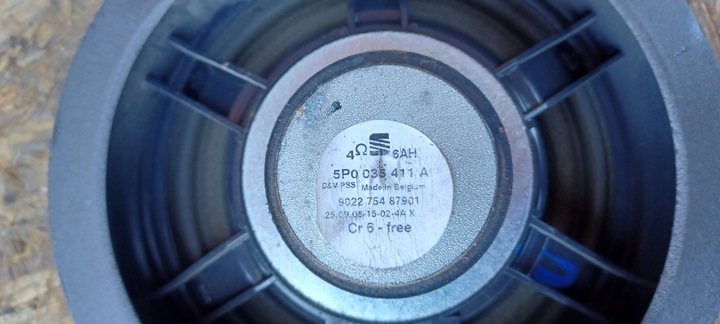 4Ω 6AH
5P0 035 411 A
D&M-PSS Made in Belgium
9022 754 87901
25.09.08-15-02-4A X
Cr 6 - free